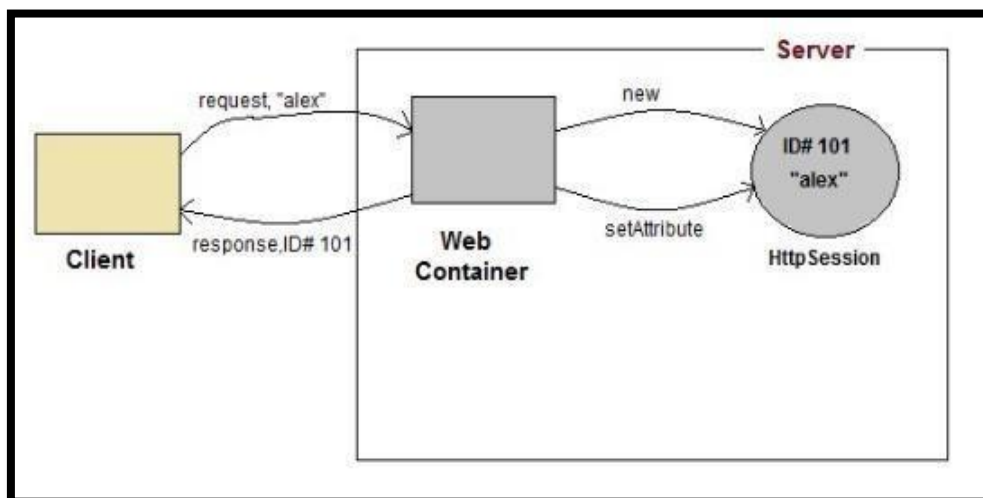 Server
request, "alex"
new
ID# 101
"alex"
Client
response,ID# 101
Web
Container
setAttribute
HttpSession